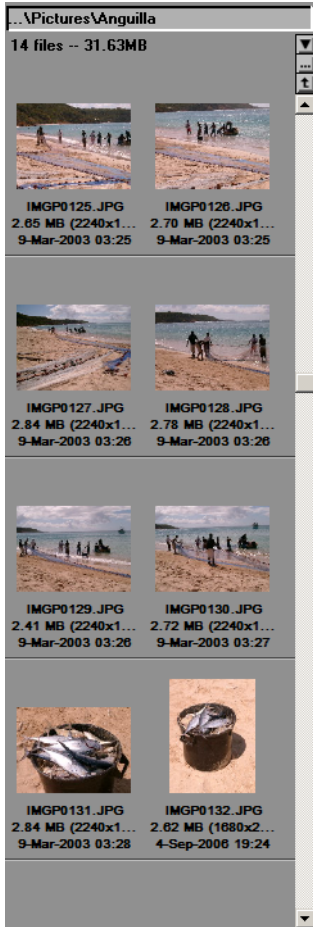 ...\Pictures\Anguilla
14 files -- 31.63MB
...
t
IMGP0125.JPG
2.65 MB (2240x1...
9-Mar-2003 03:25
IMGP0126.JPG
2.70 MB (2240x1...
9-Mar-2003 03:25
IMGP0127.JPG
2.84 MB (2240x1...
9-Mar-2003 03:26
IMGP0128.JPG
2.78 MB (2240x1...
9-Mar-2003 03:26
IMGP0129.JPG
2.41 MB (2240x1...
9-Mar-2003 03:26
IMGP0130.JPG
2.72 MB (2240x1...
9-Mar-2003 03:27
IMGP0131.JPG
2.84 MB (2240x1...
9-Mar-2003 03:28
IMGP0132.JPG
2.62 MB (1680x2...
4-Sep-2006 19:24